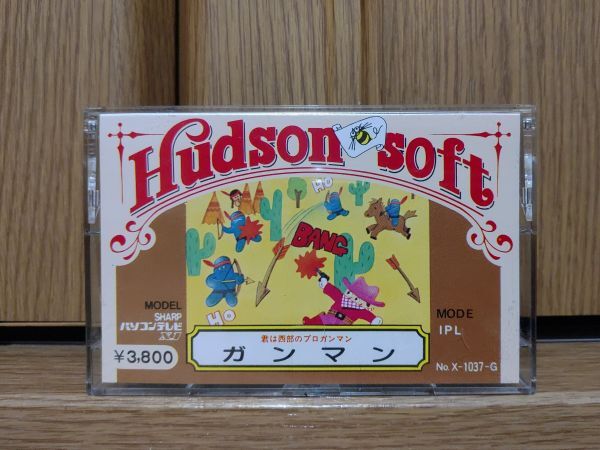 Hudson soft
HO
BANG
HO
MODEL
SHARP
パソコンテレビ
X1
¥3,800
君は西部のプロガンマン
ガンマン
MODE
IPL
No. X-1037-G